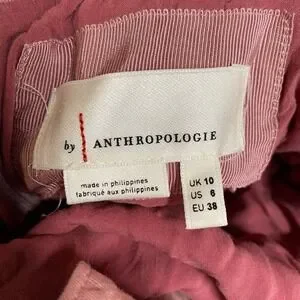 by ANTHROPOLOGIE
made in philippines
fabriqué aux philippines
UK 10
US 6
EU 38